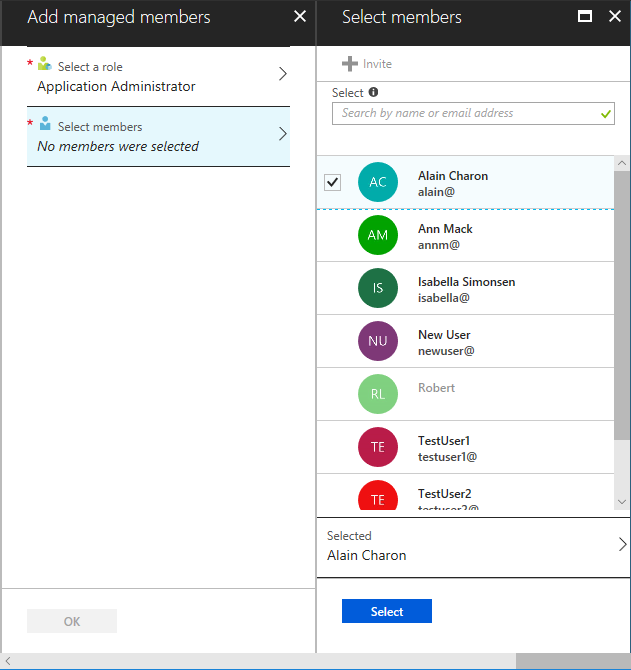 Add managed members
* Select a role
Application Administrator
* Select members
No members were selected
OK
Select members
Invite
Select
Search by name or email address
AC
Alain Charon
alain@
AM
Ann Mack
annm@
IS
Isabella Simonsen
isabella@
NU
New User
newuser@
RL
Robert
TE
TestUser1
testuser1@
TE
TestUser2
testuser2@
Selected
Alain Charon
Select